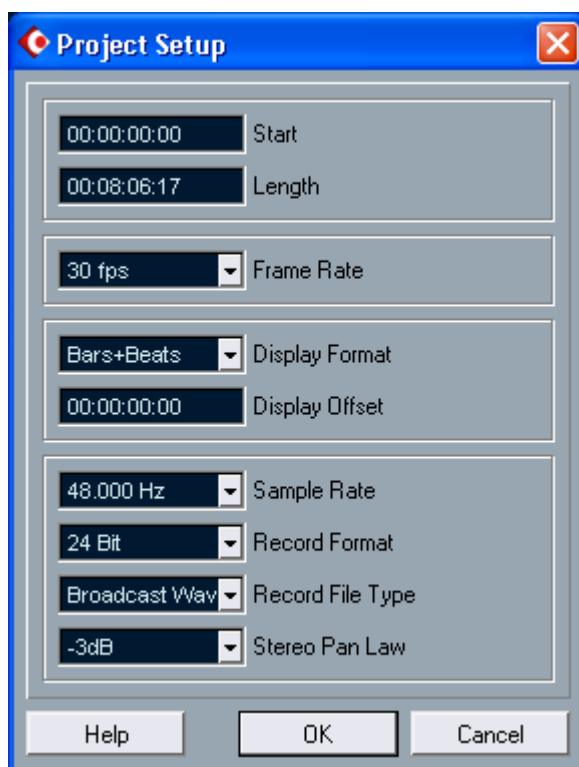 Project Setup
00:00:00:00 Start
00:08:06:17 Length
30 fps Frame Rate
Bars+Beats Display Format
00:00:00:00 Display Offset
48.000 Hz Sample Rate
24 Bit Record Format
Broadcast Wav Record File Type
-3dB Stereo Pan Law
Help OK Cancel